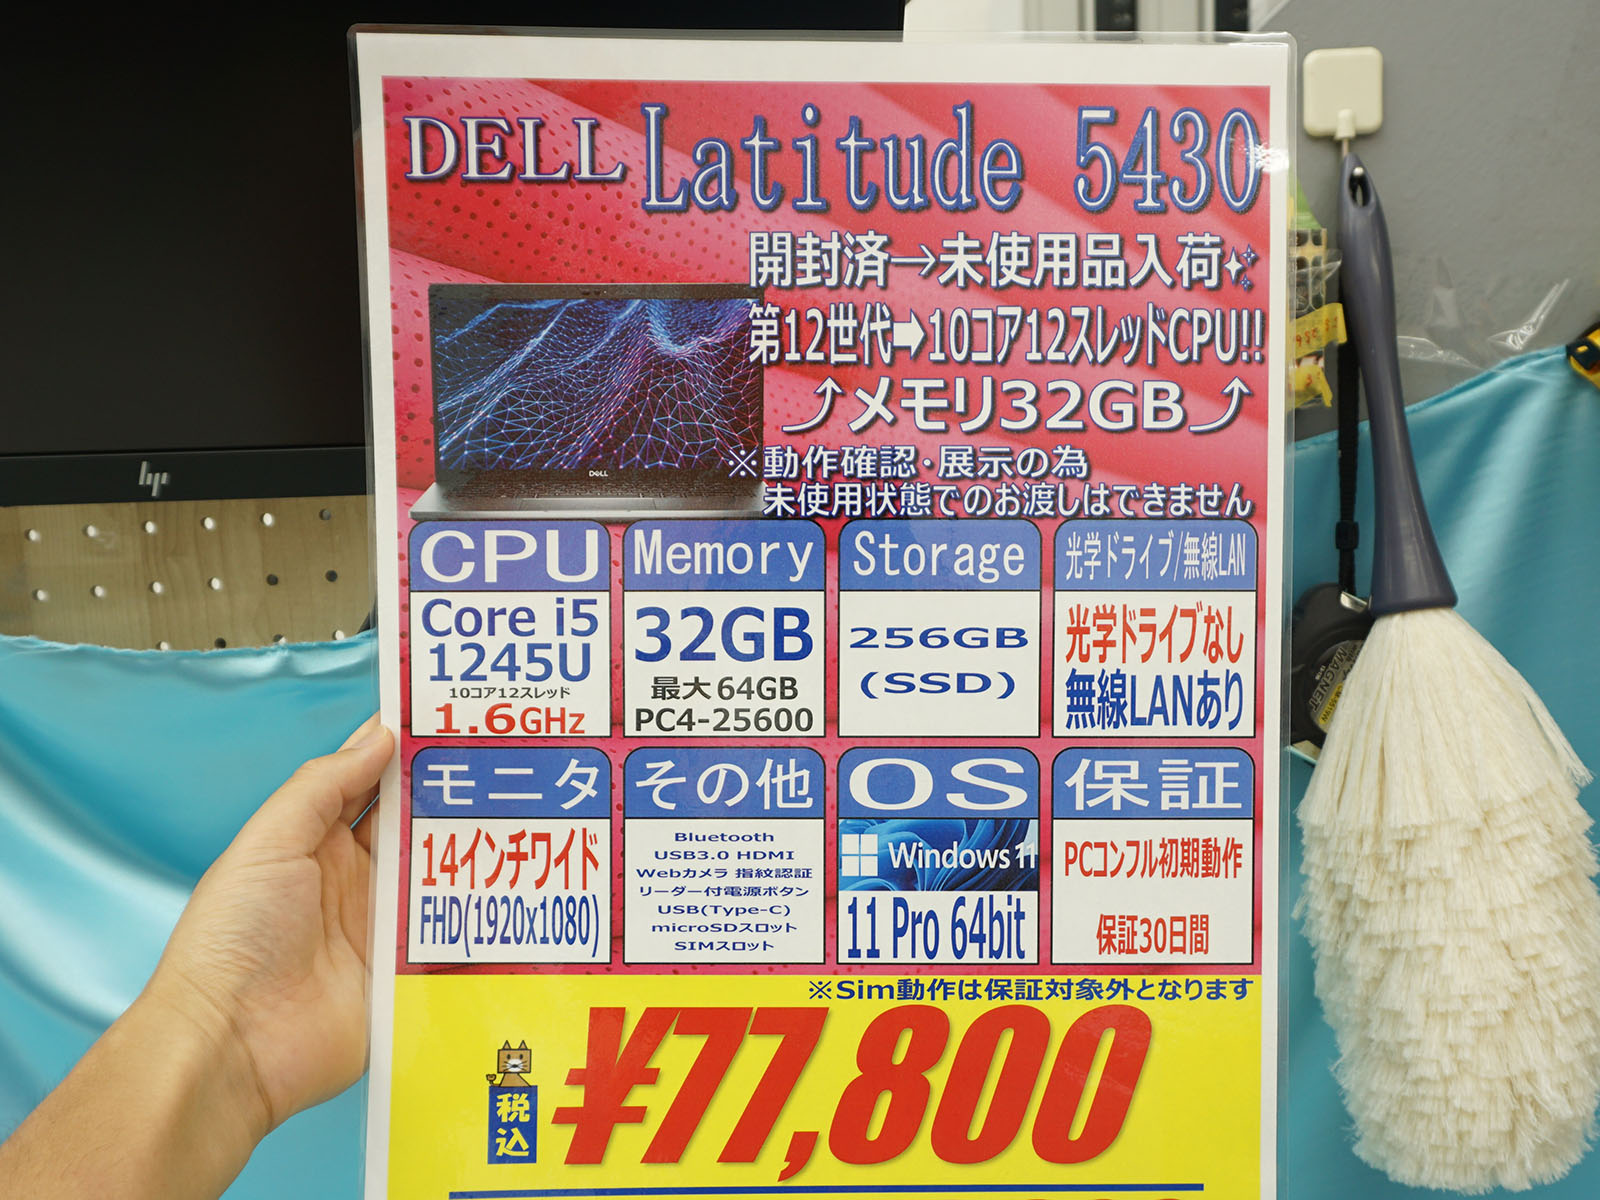 DELL Latitude 5430
開封済→未使用品入荷
第12世代➡10コア12スレッドCPU!!
⤴メモリ32GB⤴
※動作確認・展示の為
未使用状態でのお渡しはできません
DELL
hp
CPU
Core i5
1245U
10コア12スレッド
1.6GHz
Memory
32GB
最大64GB
PC4-25600
Storage
256GB
(SSD)
光学ドライブ/無線LAN
光学ドライブなし
無線LANあり
モニタ
14インチワイド
FHD(1920x1080)
その他
Bluetooth
USB3.0 HDMI
Webカメラ 指紋認証
リーダー付電源ボタン
USB(Type-C)
microSDスロット
SIMスロット
OS
Windows 11
11 Pro 64bit
保証
PCコンフル初期動作
保証30日間
※Sim動作は保証対象外となります
税込
¥77,800
MAGNET